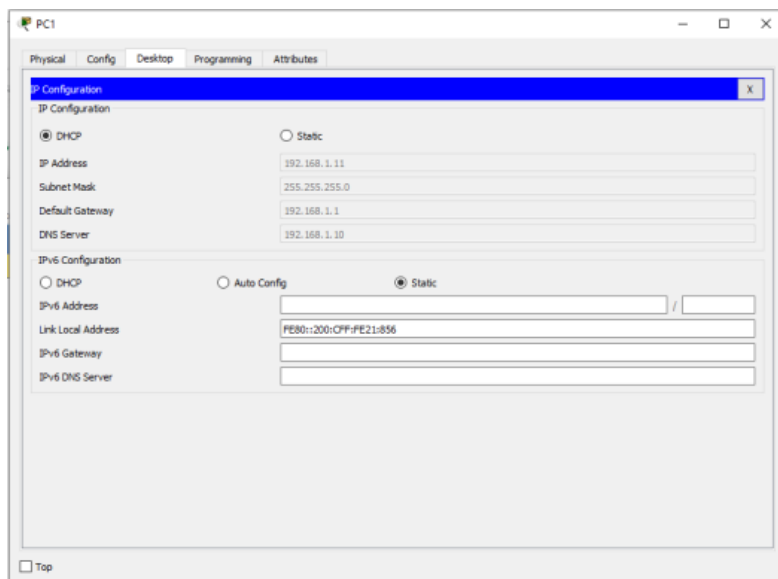 PC1
Physical Config Desktop Programming Attributes
IP Configuration X
IP Configuration
DHCP Static
IP Address 192.168.1.11
Subnet Mask 255.255.255.0
Default Gateway 192.168.1.1
DNS Server 192.168.1.10
IPv6 Configuration
DHCP Auto Config Static
IPv6 Address /
Link Local Address FE80::200:CFF:FE21:856
IPv6 Gateway
IPv6 DNS Server
Top